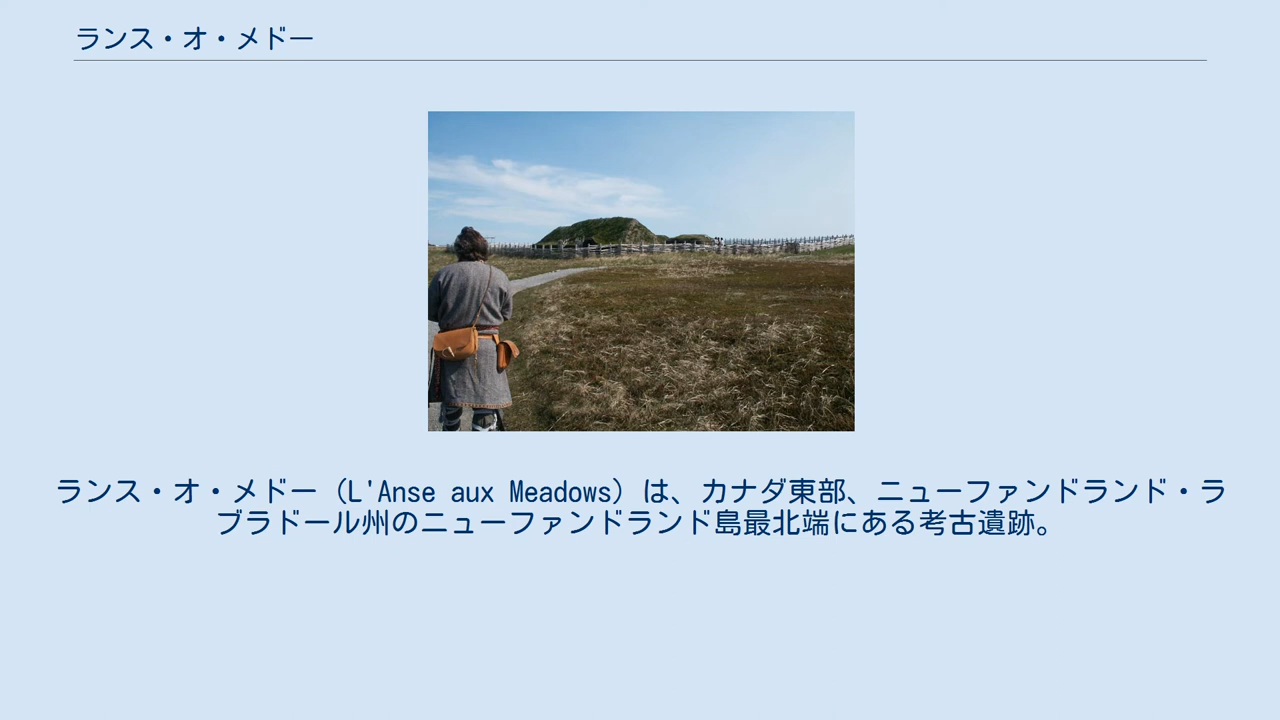 ランス・オ・メドー
ランス・オ・メドー（L'Anse aux Meadows）は、カナダ東部、ニューファンドランド・ラ
ブラドール州のニューファンドランド島最北端にある考古遺跡。